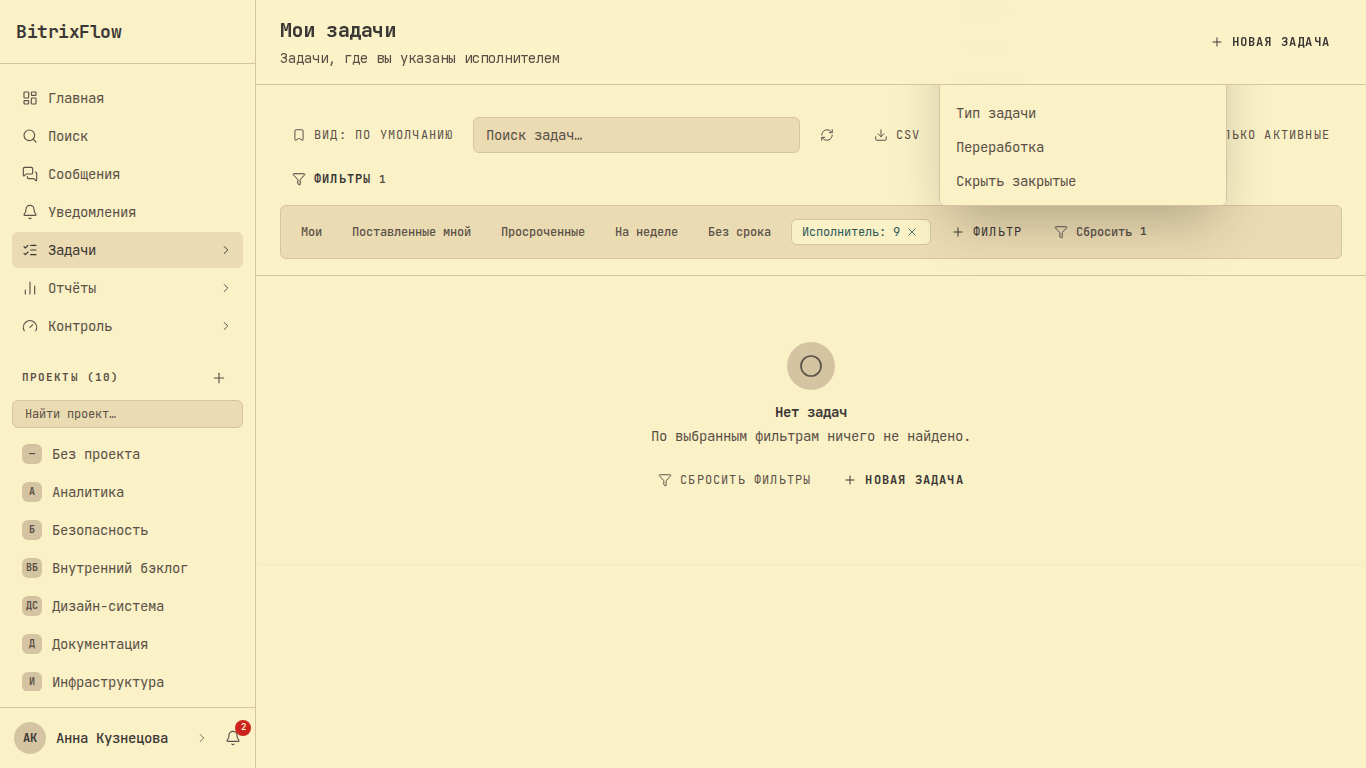 BitrixFlow
Главная
Поиск
Сообщения
Уведомления
Задачи
Отчёты
Контроль
ПРОЕКТЫ (10)
Найти проект…
— Без проекта
А Аналитика
Б Безопасность
ВБ Внутренний бэклог
ДС Дизайн-система
Д Документация
И Инфраструктура
АК Анна Кузнецова 2
Мои задачи
Задачи, где вы указаны исполнителем
НОВАЯ ЗАДАЧА
ВИД: ПО УМОЛЧАНИЮ Поиск задач… CSV АКТИВНЫЕ
Тип задачи
Переработка
Скрыть закрытые
ФИЛЬТРЫ 1
Мои Поставленные мной Просроченные На неделе Без срока Исполнитель: 9 × + ФИЛЬТР Сбросить 1
Нет задач
По выбранным фильтрам ничего не найдено.
СБРОСИТЬ ФИЛЬТРЫ + НОВАЯ ЗАДАЧА